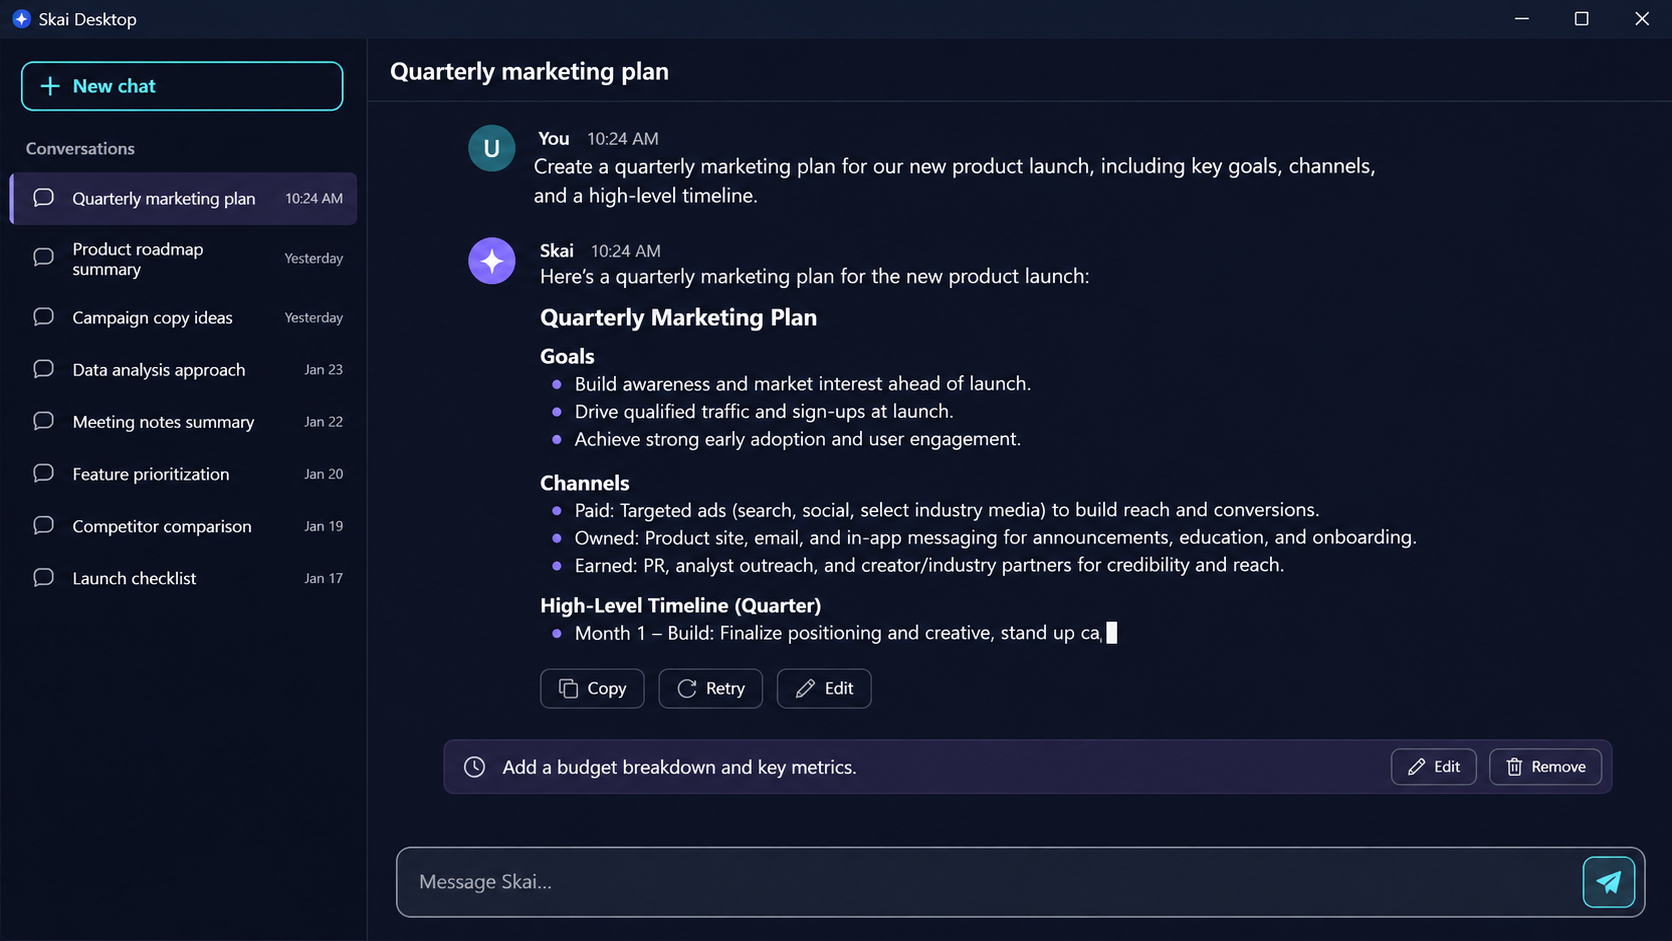 Skai Desktop
New chat
Conversations
Quarterly marketing plan 10:24 AM
Product roadmap
summary
Yesterday
Campaign copy ideas Yesterday
Data analysis approach Jan 23
Meeting notes summary Jan 22
Feature prioritization Jan 20
Competitor comparison Jan 19
Launch checklist Jan 17
Quarterly marketing plan
U
You 10:24 AM
Create a quarterly marketing plan for our new product launch, including key goals, channels,
and a high-level timeline.
Skai 10:24 AM
Here’s a quarterly marketing plan for the new product launch:
Quarterly Marketing Plan
Goals
Build awareness and market interest ahead of launch.
Drive qualified traffic and sign-ups at launch.
Achieve strong early adoption and user engagement.
Channels
Paid: Targeted ads (search, social, select industry media) to build reach and conversions.
Owned: Product site, email, and in-app messaging for announcements, education, and onboarding.
Earned: PR, analyst outreach, and creator/industry partners for credibility and reach.
High-Level Timeline (Quarter)
Month 1 – Build: Finalize positioning and creative, stand up
Copy Retry Edit
Add a budget breakdown and key metrics. Edit Remove
Message Skai...